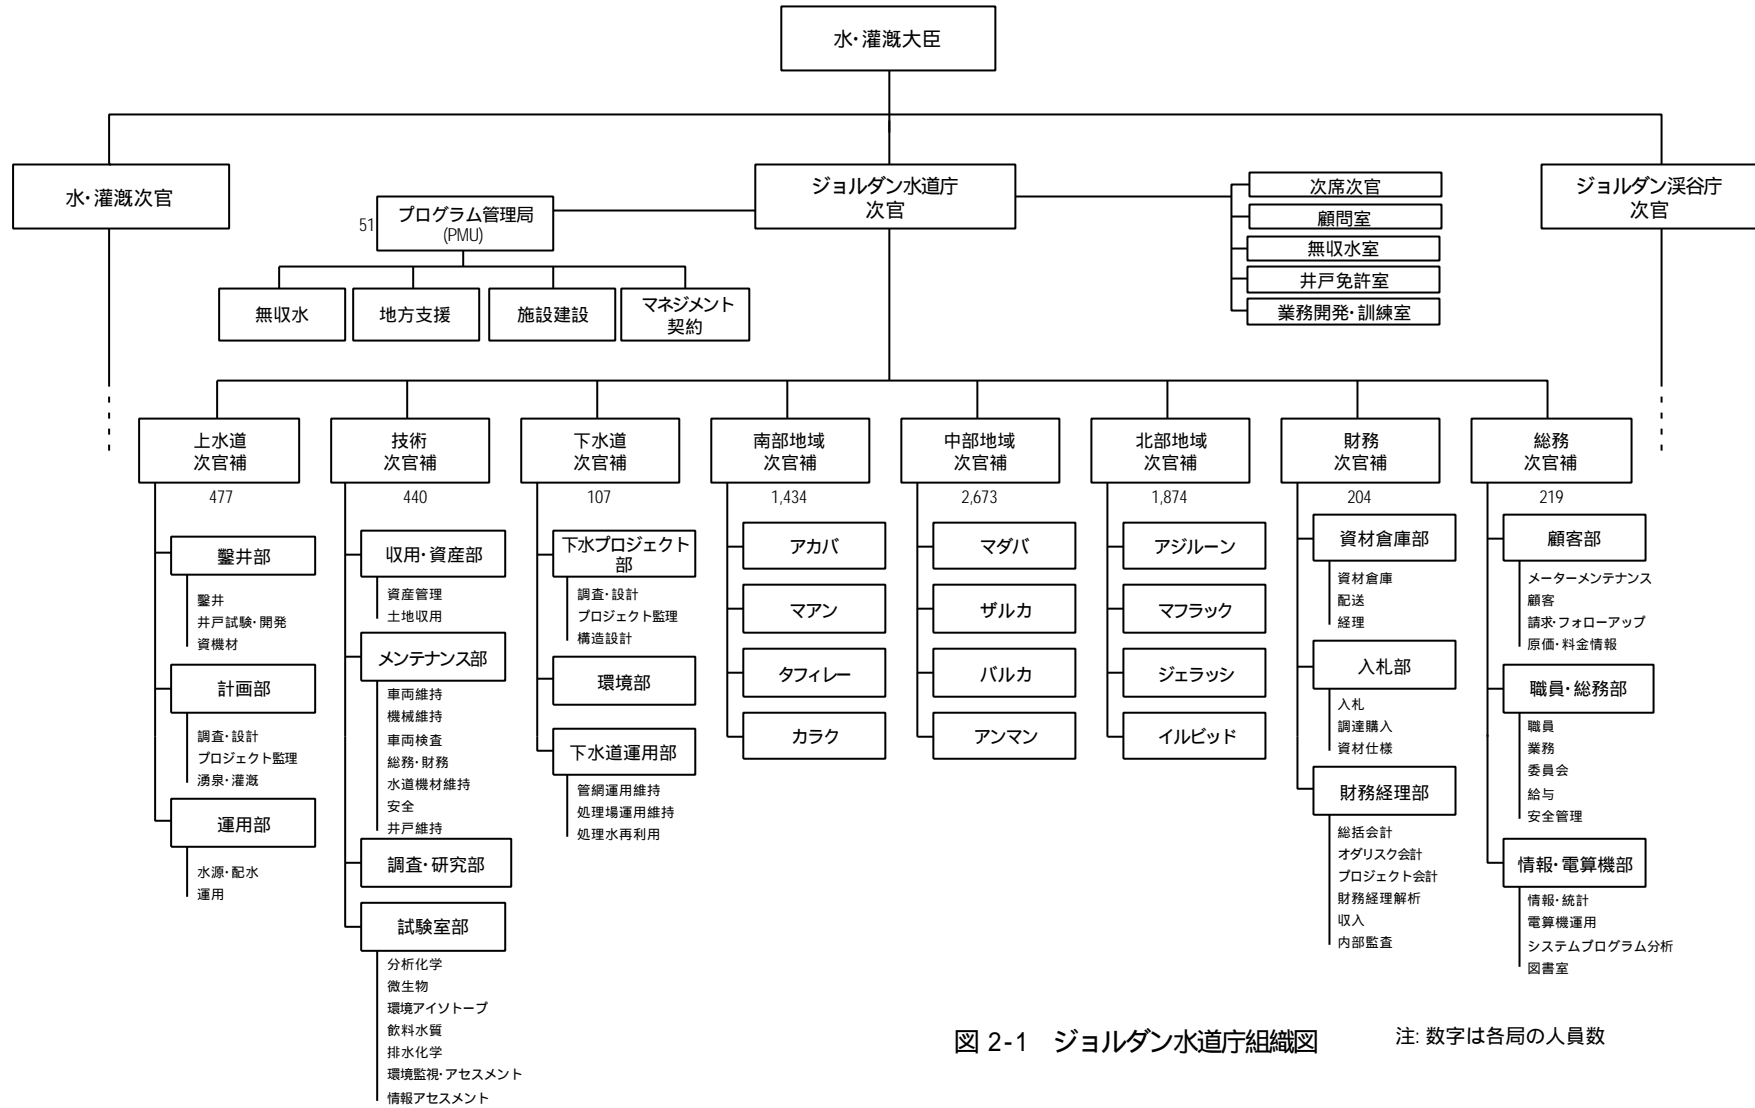 水・灌漑大臣
水・灌漑次官
ジョルダン水道庁
次官
ジョルダン渓谷庁
次官
51
プログラム管理局
(PMU)
次席次官
顧問室
無収水室
井戸免許室
業務開発・訓練室
無収水
地方支援
施設建設
マネジメント
契約
上水道
次官補
477
鑿井部
鑿井
井戸試験・開発
資機材
計画部
調査・設計
プロジェクト監理
湧泉・灌漑
運用部
水源・配水
運用
技術
次官補
440
収用・資産部
資産管理
土地収用
メンテナンス部
車両維持
機械維持
車両検査
総務・財務
水道機材維持
安全
井戸維持
調査・研究部
試験室部
分析化学
微生物
環境アイソトープ
飲料水質
排水化学
環境監視・アセスメント
情報アセスメント
下水道
次官補
107
下水プロジェクト
部
調査・設計
プロジェクト監理
構造設計
環境部
下水道運用部
管網運用維持
処理場運用維持
処理水再利用
南部地域
次官補
1,434
アカバ
マアン
タフィレー
カラク
中部地域
次官補
2,673
マダバ
ザルカ
バルカ
アンマン
北部地域
次官補
1,874
アジルーン
マフラック
ジェラッシ
イルビッド
財務
次官補
204
資材倉庫部
資材倉庫
配送
経理
入札部
入札
調達購入
資材仕様
財務経理部
総括会計
オダリスク会計
プロジェクト会計
財務経理解析
収入
内部監査
総務
次官補
219
顧客部
メーターメンテナンス
顧客
請求・フォローアップ
原価・料金情報
職員・総務部
職員
業務
委員会
給与
安全管理
情報・電算機部
情報・統計
電算機運用
システムプログラム分析
図書室
図 2-1 ジョルダン水道庁組織図
注: 数字は各局の人員数